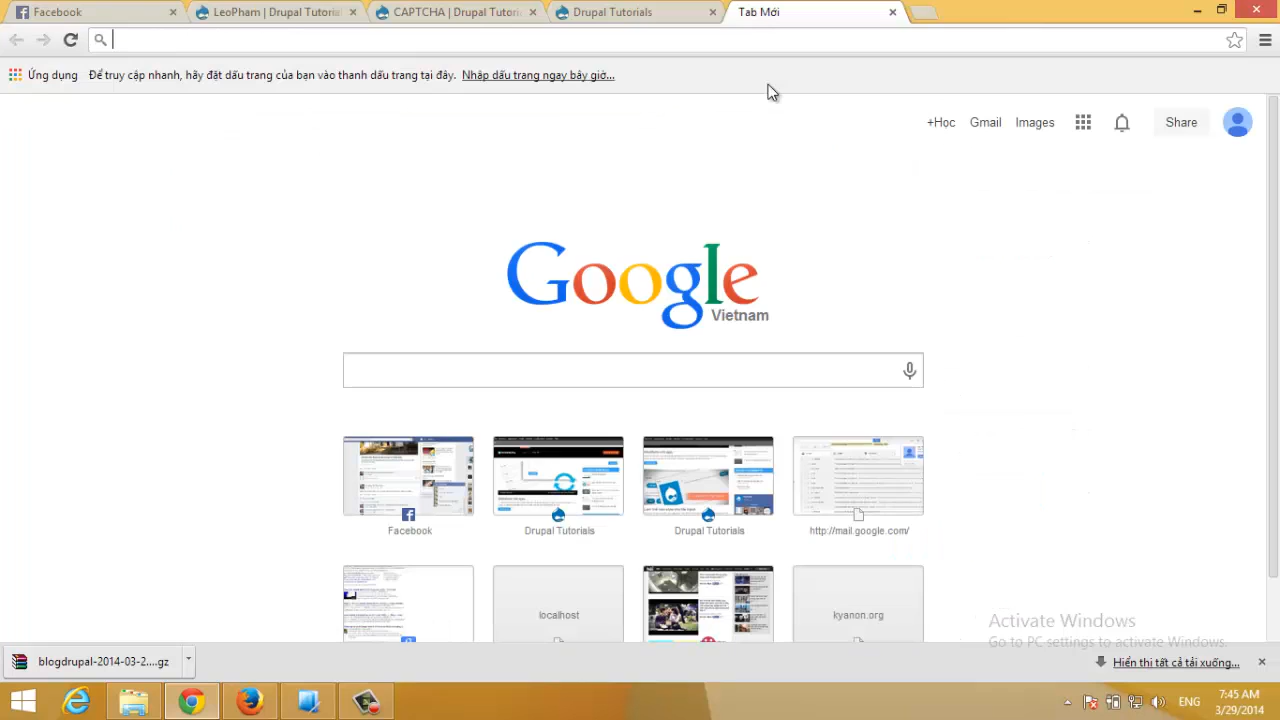 Facebook
LeoPham | Drupal Tutorial
CAPTCHA | Drupal Tutori
Drupal Tutorials
Tab Mới
Ứng dụng
Để truy cập nhanh, hãy đặt dấu trang của bạn vào thanh dấu trang tại đây. Nhập dấu trang ngay bây giờ...
+Học
Gmail
Images
Share
Google
Vietnam
Facebook
Drupal Tutorials
Drupal Tutorials
http://mail.google.com/
localhost
kyanon.org
Activate Windows
Go to PC settings to activate Windows.
blogdrupal-2014-03-2....gz
Hiển thị tất cả tải xuống...
ENG
7:45 AM
3/29/2014